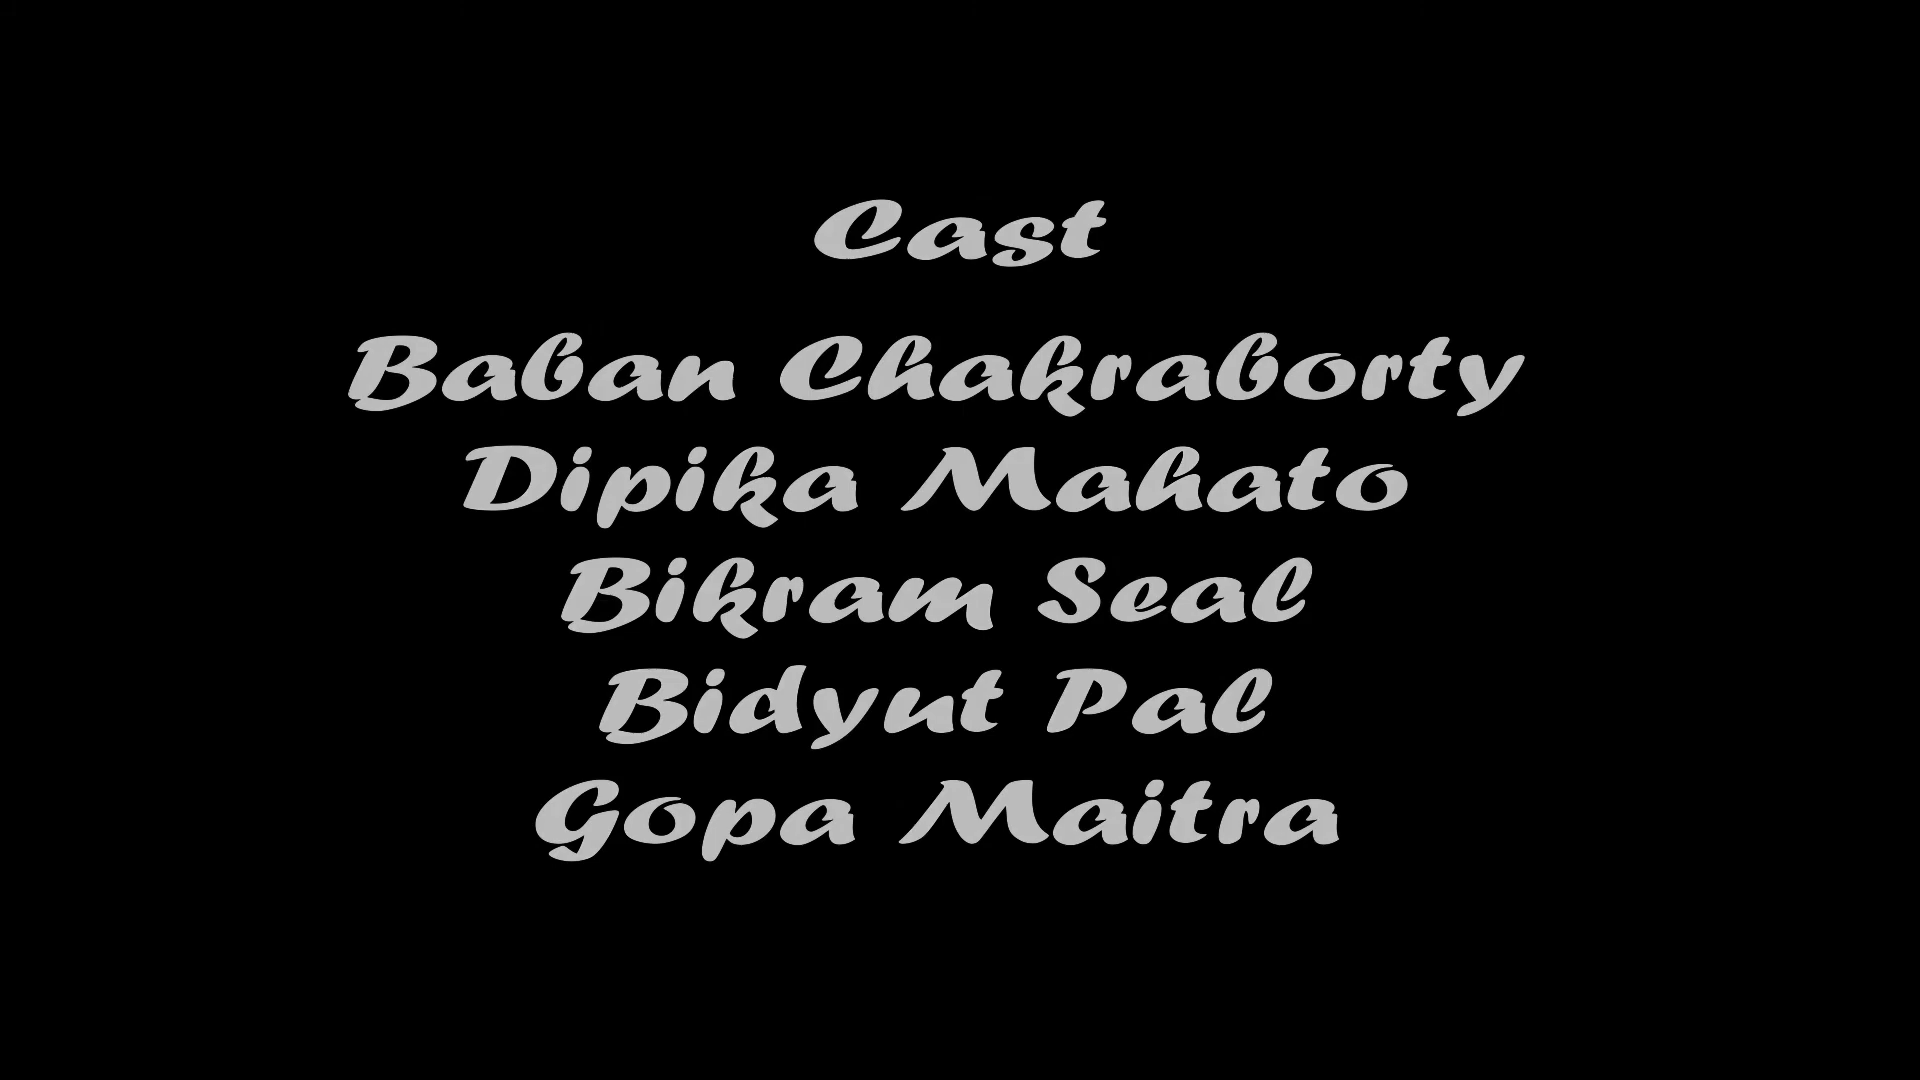 Cast
Baban Chakraborty
Dipika Mahato
Bikram Seal
Bidyut Pal
Gopa Maitra